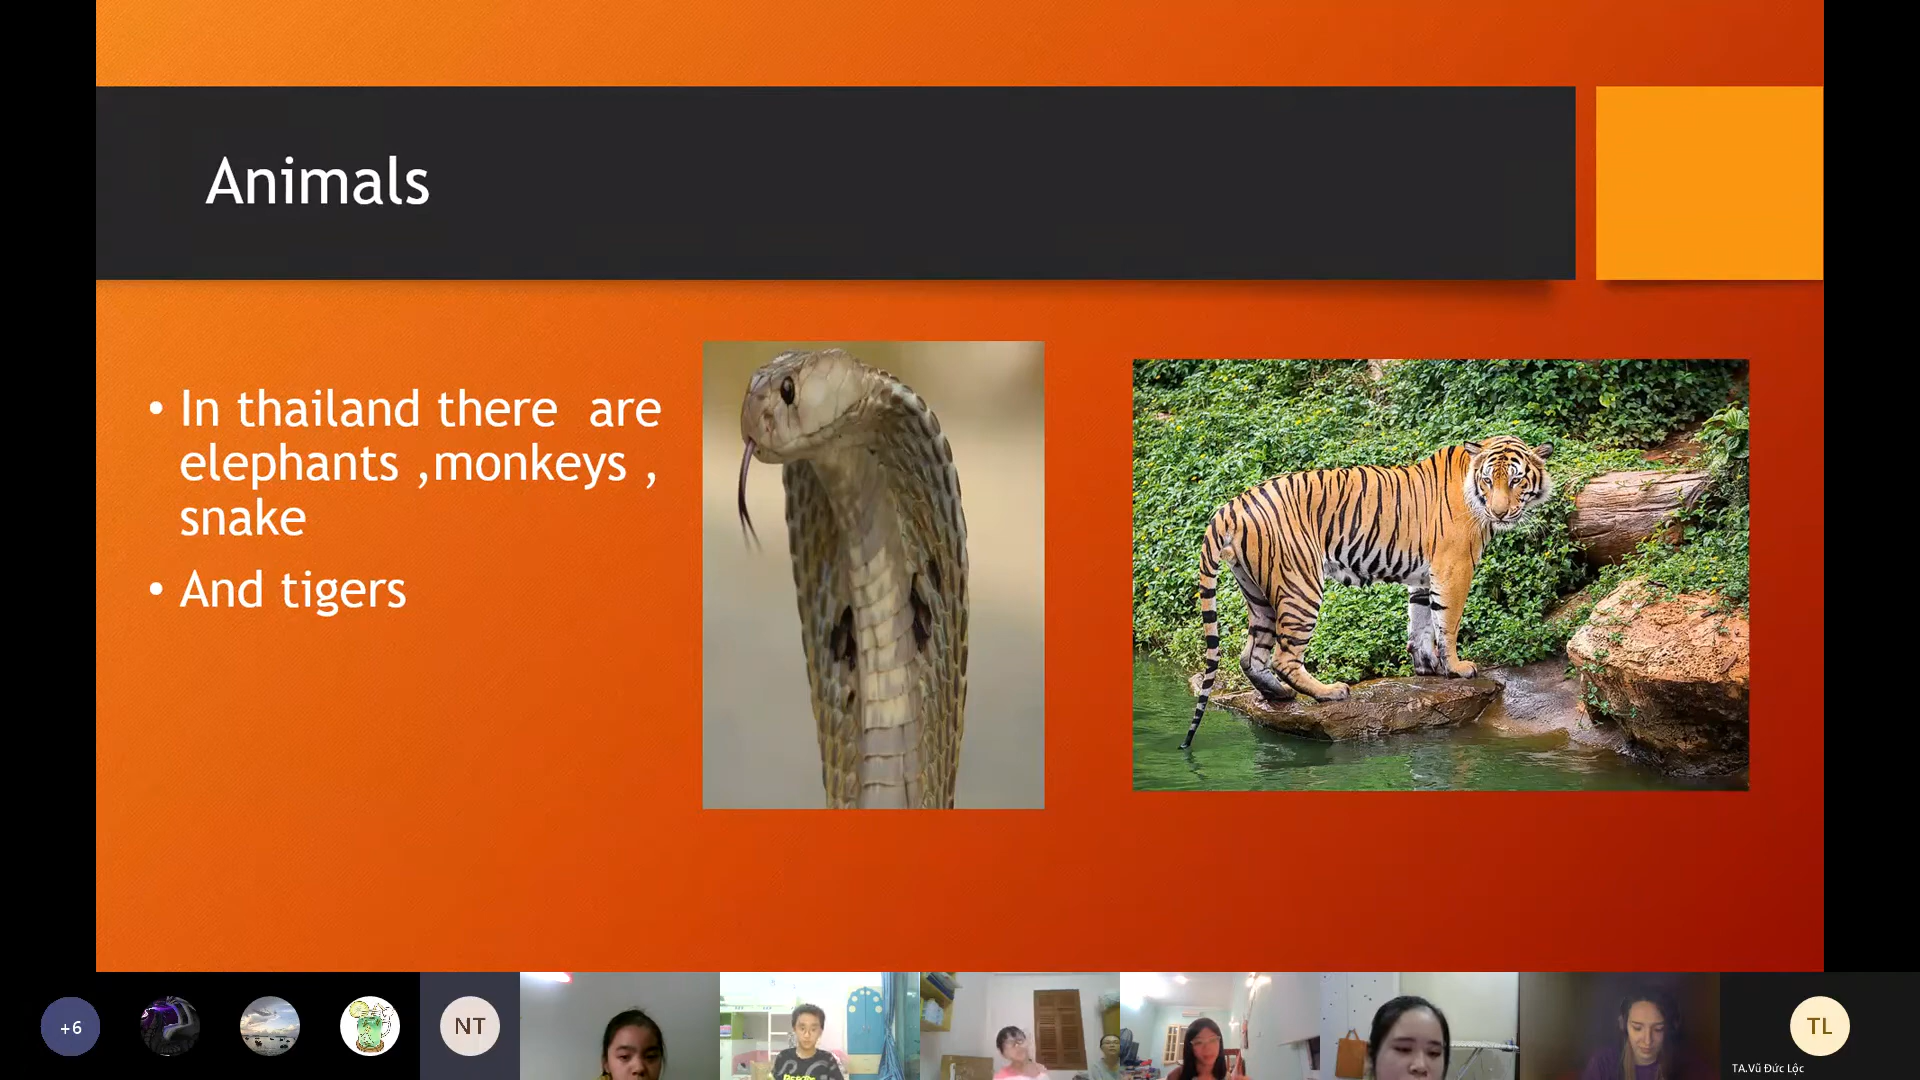 Animals
• In thailand there  are
elephants ,monkeys ,
snake
• And tigers
+6
NT
TL
TA.Vũ Đức Lộc